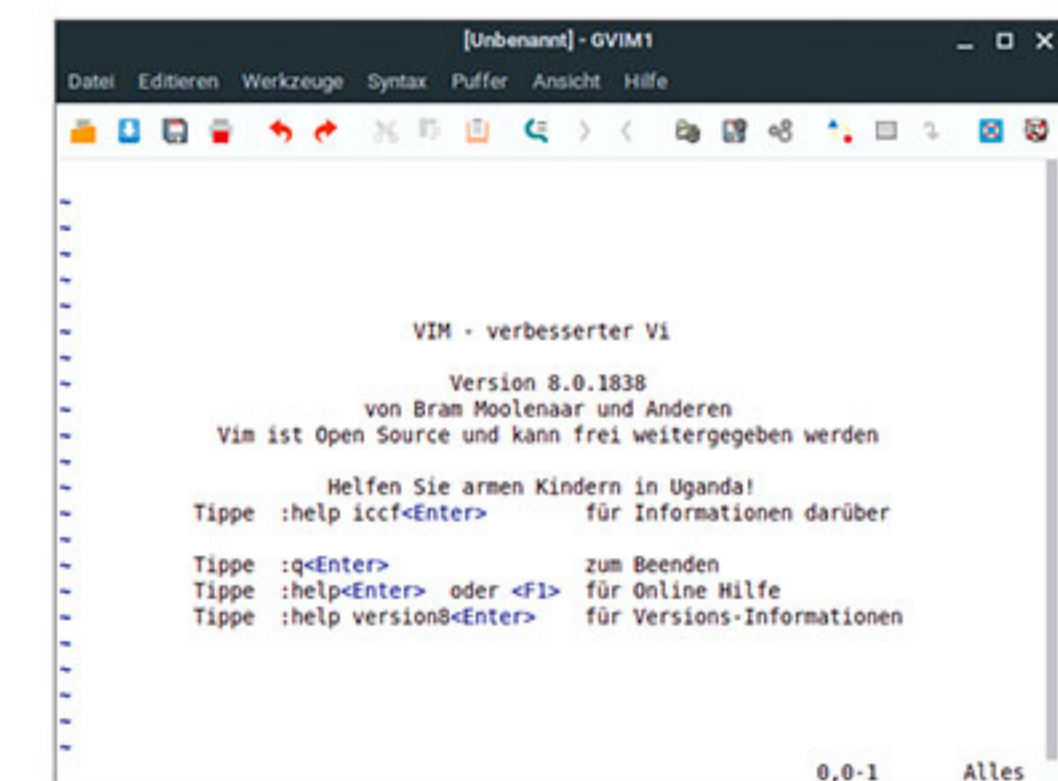 [Unbenannt] - GVIM1
Datei Editieren Werkzeuge Syntax Puffer Ansicht Hilfe
~
~
~
~
~
~ VIM - verbesserter Vi
~
~ Version 8.0.1838
~ von Bram Moolenaar und Anderen
~ Vim ist Open Source und kann frei weitergegeben werden
~
~ Helfen Sie armen Kindern in Uganda!
~ Tippe :help iccf<Enter> für Informationen darüber
~
~ Tippe :q<Enter> zum Beenden
~ Tippe :help<Enter> oder <F1> für Online Hilfe
~ Tippe :help version8<Enter> für Versions-Informationen
~
~
~
~
~
0,0-1 Alles